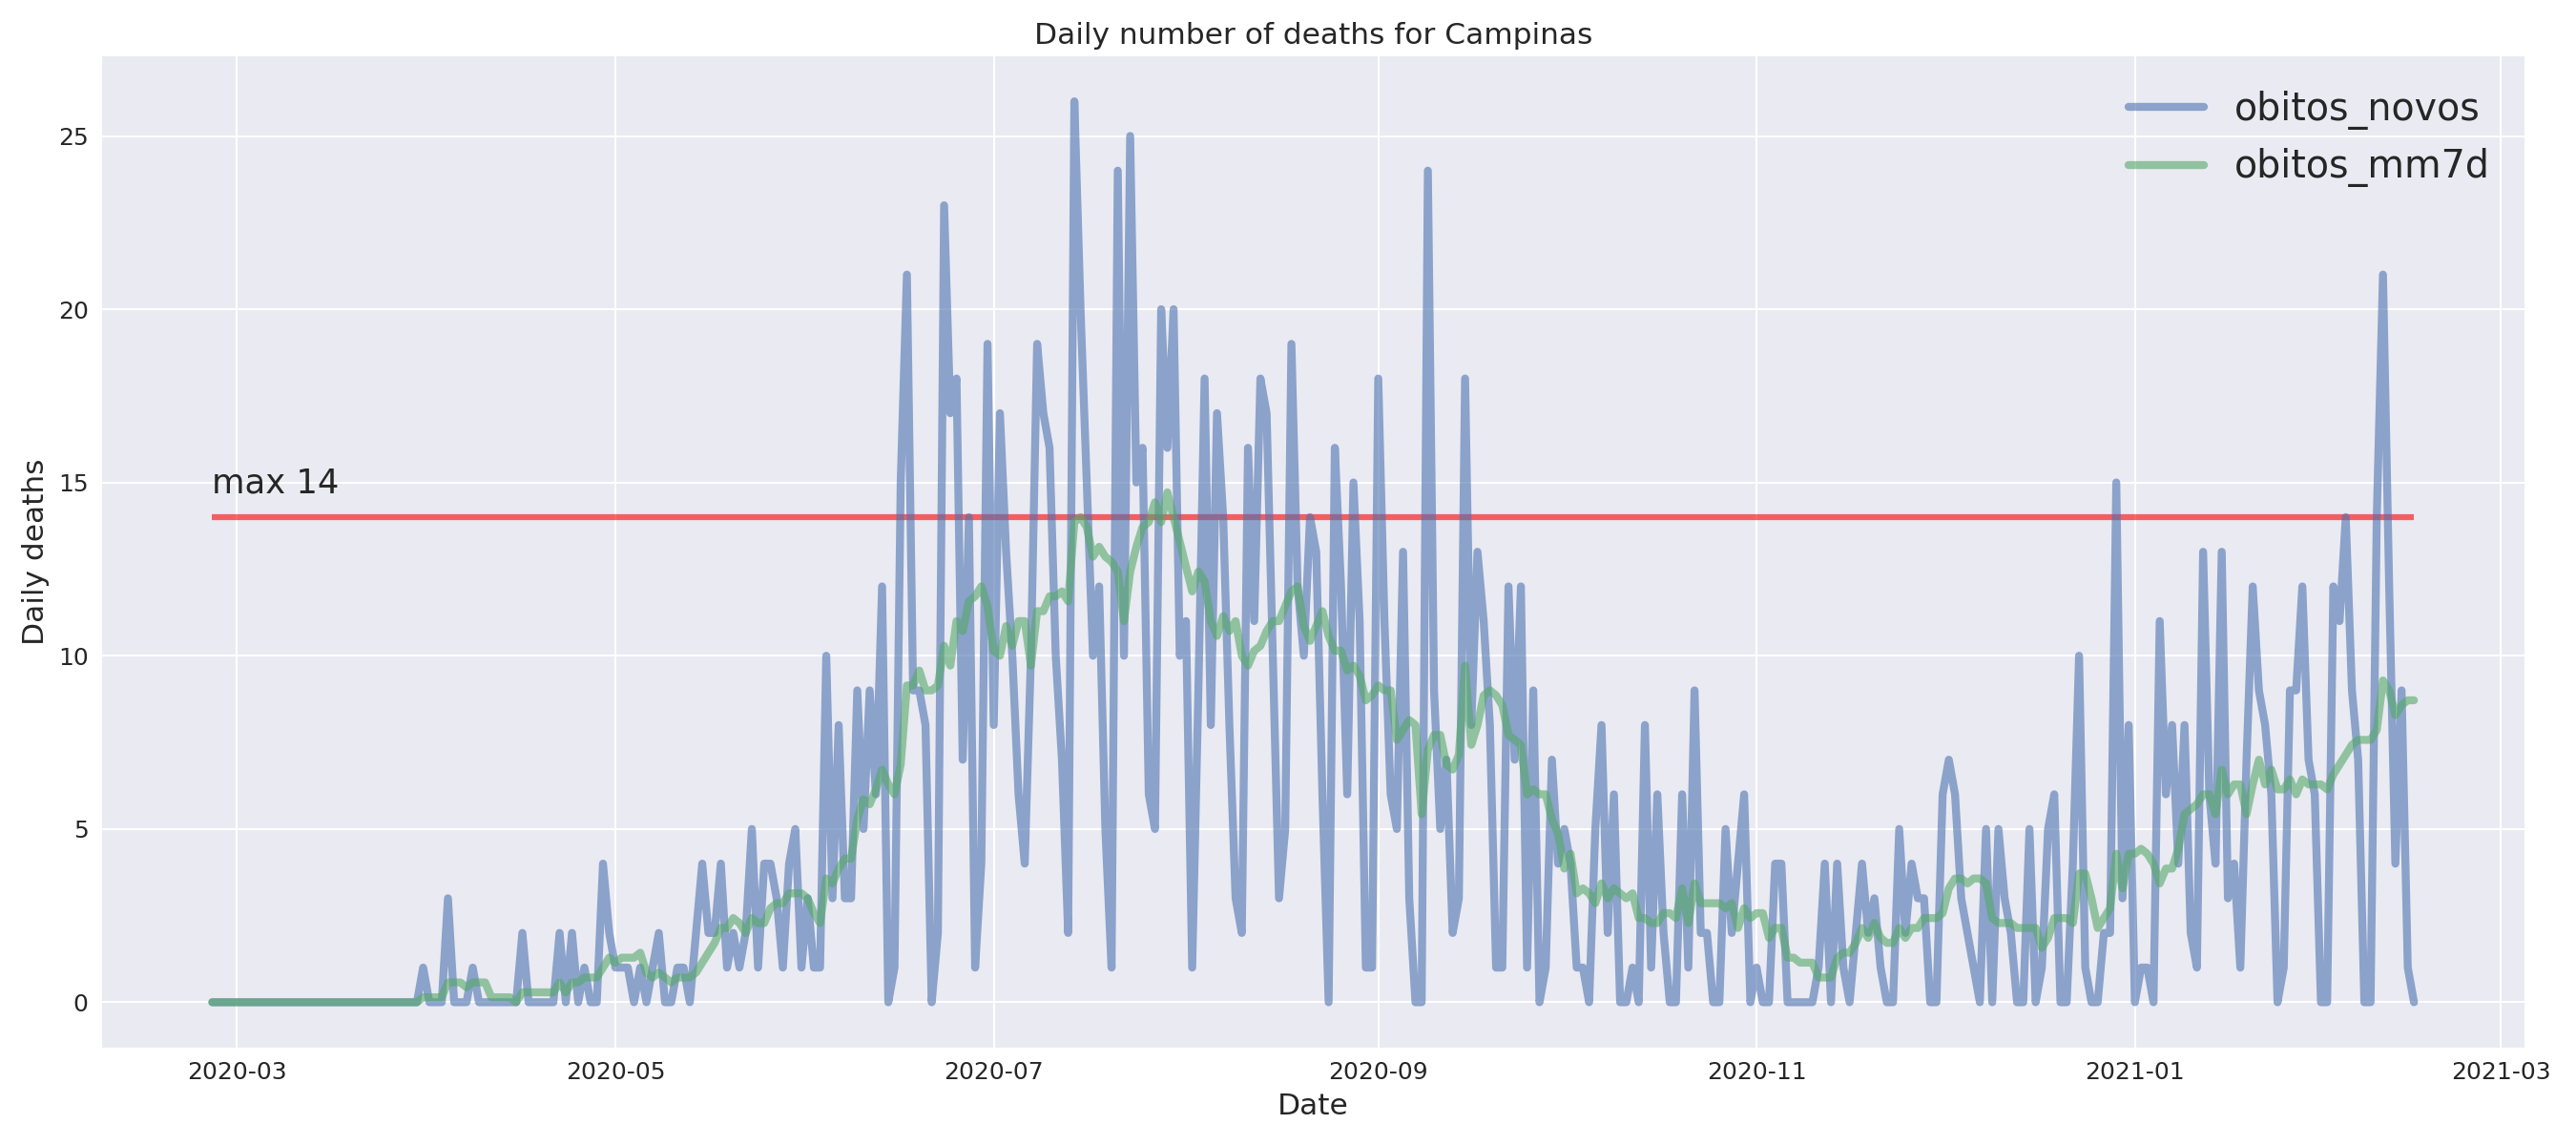 Daily number of deaths for Campinas
obitos_novos
obitos_mm7d
25
20
15
10
5
0
max 14
Daily deaths
2020-03
2020-05
2020-07
2020-09
2020-11
2021-01
2021-03
Date